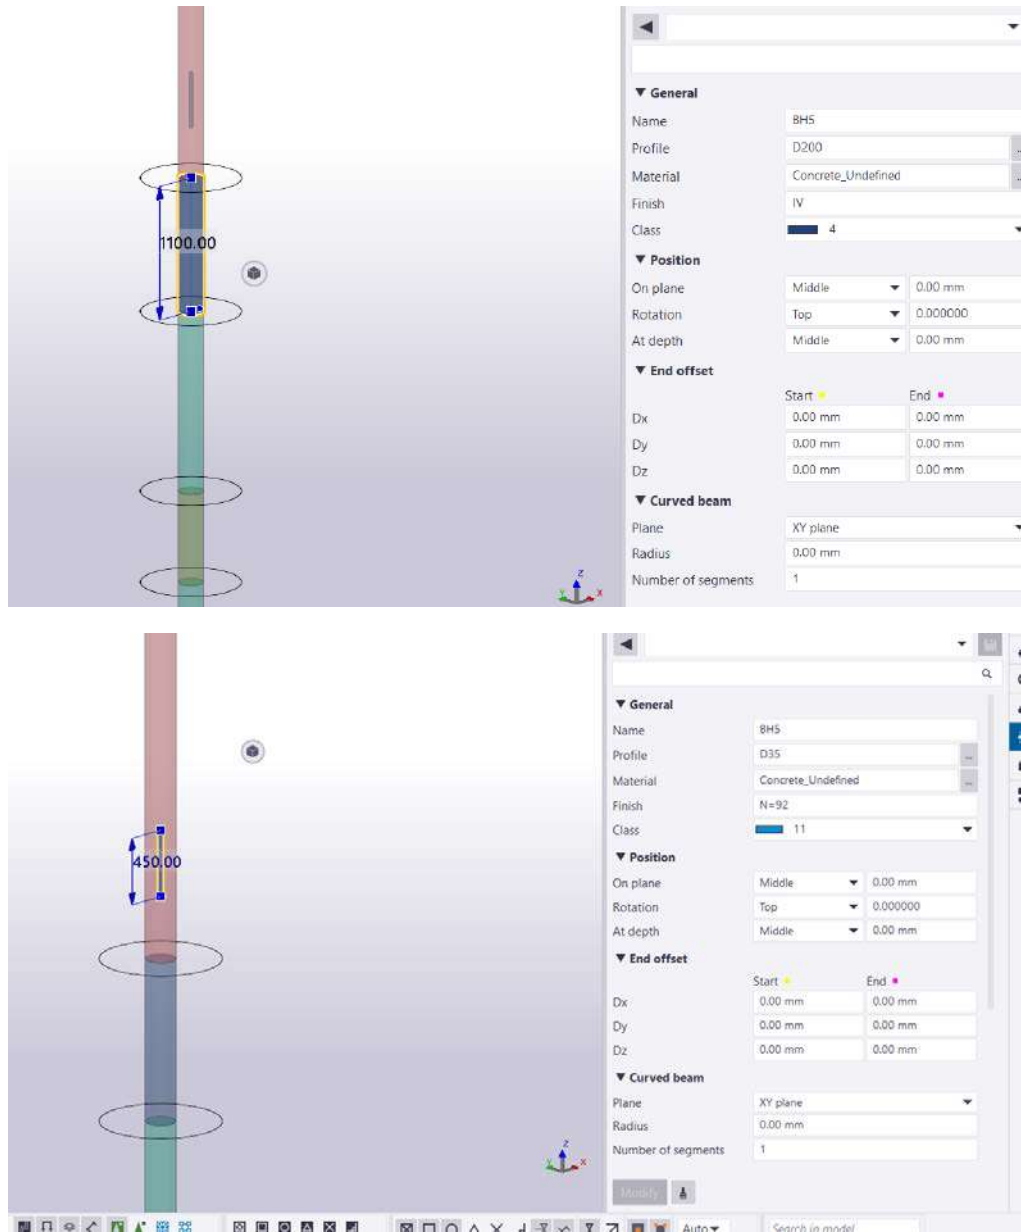 ▼ General
Name BH5
Profile D200 ...
Material Concrete_Undefined ...
Finish IV
Class 4
▼ Position
On plane Middle 0.00 mm
Rotation Top 0.000000
At depth Middle 0.00 mm
▼ End offset
Start End
Dx 0.00 mm 0.00 mm
Dy 0.00 mm 0.00 mm
Dz 0.00 mm 0.00 mm
▼ Curved beam
Plane XY plane
Radius 0.00 mm
Number of segments 1
1100.00
z
x
▼ General
Name BH5
Profile D35 ...
Material Concrete_Undefined ...
Finish N=92
Class 11
▼ Position
On plane Middle 0.00 mm
Rotation Top 0.000000
At depth Middle 0.00 mm
▼ End offset
Start End
Dx 0.00 mm 0.00 mm
Dy 0.00 mm 0.00 mm
Dz 0.00 mm 0.00 mm
▼ Curved beam
Plane XY plane
Radius 0.00 mm
Number of segments 1
Modify
450.00
z
x
Auto
Search in model